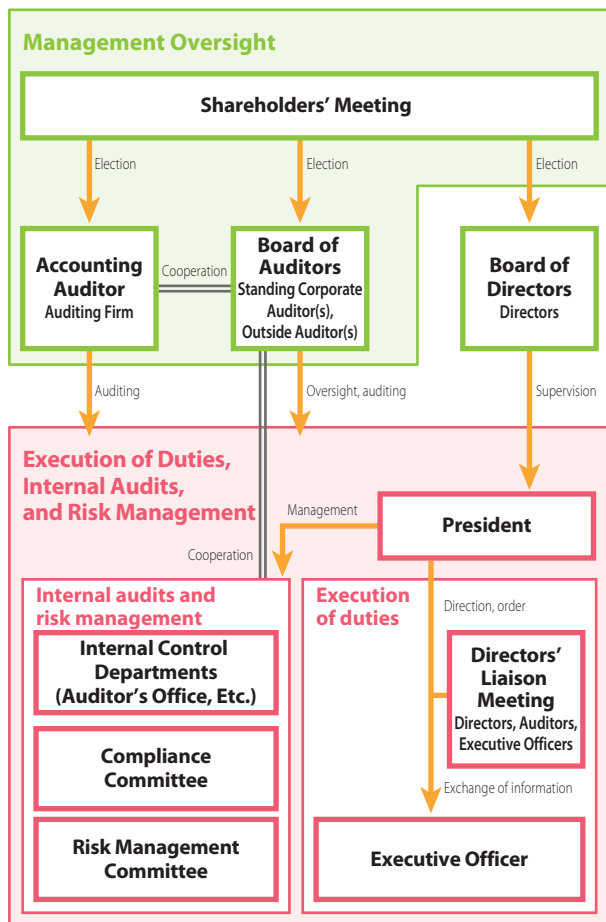 Management Oversight
Shareholders’ Meeting
Election
Election
Election
Accounting
Auditor
Auditing Firm
Cooperation
Board of
Auditors
Standing Corporate
Auditor(s),
Outside Auditor(s)
Board of
Directors
Directors
Auditing
Oversight, auditing
Supervision
Execution of Duties,
Internal Audits,
and Risk Management
Management
President
Cooperation
Internal audits and
risk management
Internal Control
Departments
(Auditor’s Office, Etc.)
Compliance
Committee
Risk Management
Committee
Execution
of duties
Direction, order
Directors’
Liaison
Meeting
Directors, Auditors,
Executive Officers
Exchange of information
Executive Officer